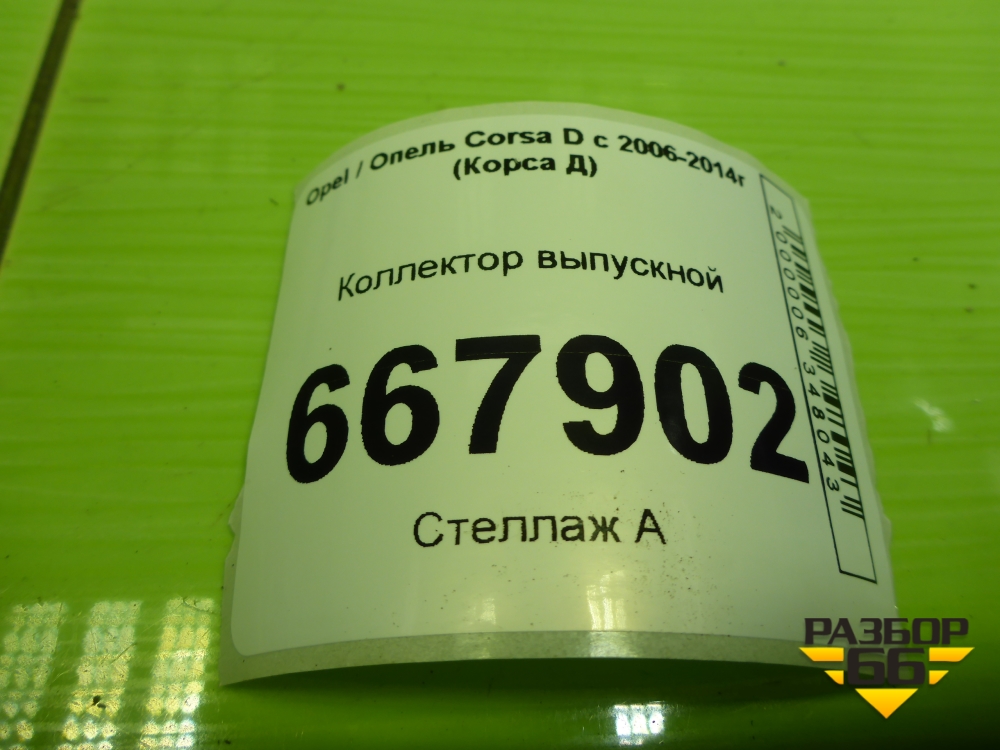 Opel / Опель Corsa D с 2006-2014г
(Корса Д)
Коллектор выпускной
667902
Стеллаж А
2000006348043
РАЗБОР
66